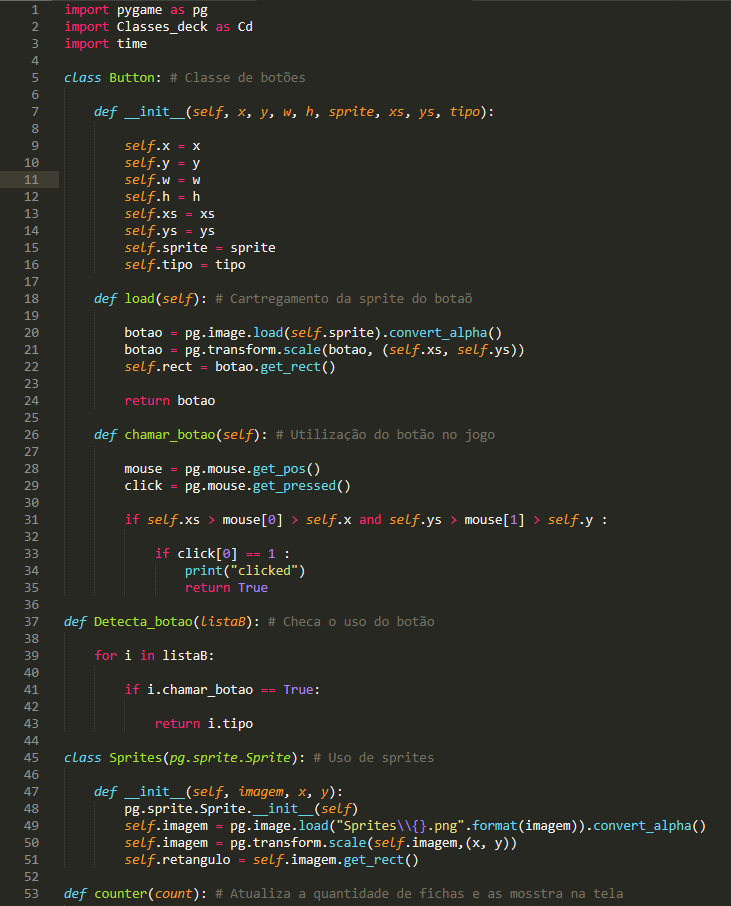 1 import pygame as pg
2 import Classes_deck as Cd
3 import time
4
5 class Button: # Classe de botões
6
7 def __init__(self, x, y, w, h, sprite, xs, ys, tipo):
8
9 self.x = x
10 self.y = y
11 self.w = w
12 self.h = h
13 self.xs = xs
14 self.ys = ys
15 self.sprite = sprite
16 self.tipo = tipo
17
18 def load(self): # Cartregamento da sprite do botaõ
19
20 botao = pg.image.load(self.sprite).convert_alpha()
21 botao = pg.transform.scale(botao, (self.xs, self.ys))
22 self.rect = botao.get_rect()
23
24 return botao
25
26 def chamar_botao(self): # Utilização do botão no jogo
27
28 mouse = pg.mouse.get_pos()
29 click = pg.mouse.get_pressed()
30
31 if self.xs > mouse[0] > self.x and self.ys > mouse[1] > self.y :
32
33 if click[0] == 1 :
34 print("clicked")
35 return True
36
37 def Detecta_botao(listaB): # Checa o uso do botão
38
39 for i in listaB:
40
41 if i.chamar_botao == True:
42
43 return i.tipo
44
45 class Sprites(pg.sprite.Sprite): # Uso de sprites
46
47 def __init__(self, imagem, x, y):
48 pg.sprite.Sprite.__init__(self)
49 self.imagem = pg.image.load("Sprites\\{}.png".format(imagem)).convert_alpha()
50 self.imagem = pg.transform.scale(self.imagem,(x, y))
51 self.retangulo = self.imagem.get_rect()
52
53 def counter(count): # Atualiza a quantidade de fichas e as mosstra na tela